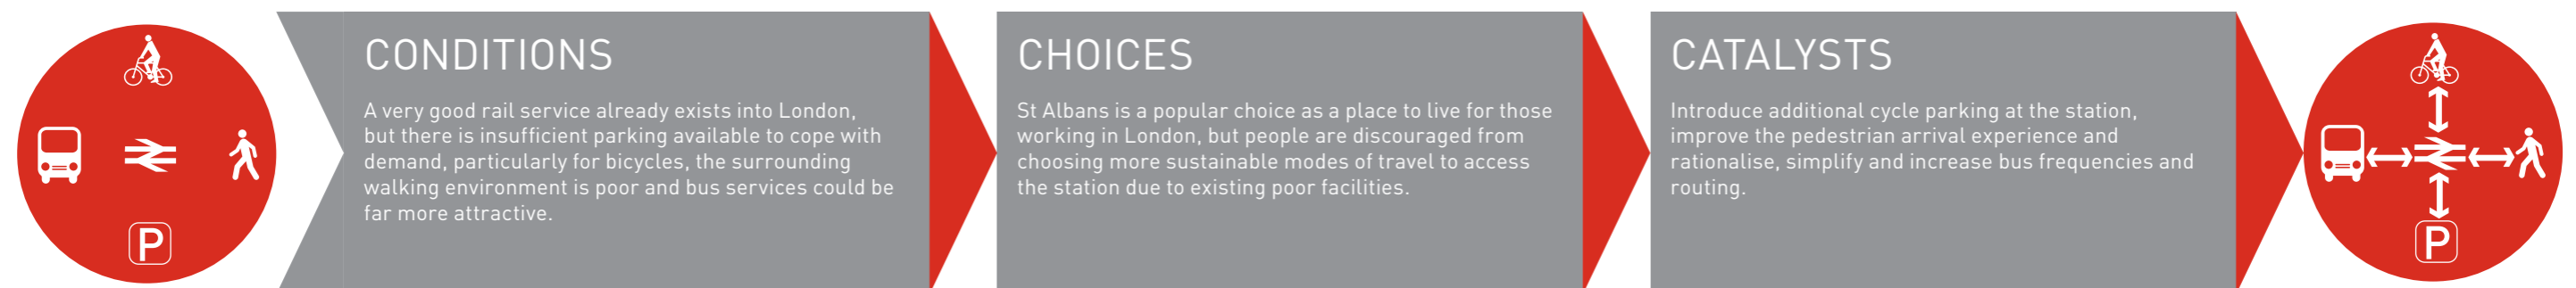 CONDITIONS
A very good rail service already exists into London,
but there is insufficient parking available to cope with
demand, particularly for bicycles, the surrounding
walking environment is poor and bus services could be
far more attractive.
P
CHOICES
St Albans is a popular choice as a place to live for those
working in London, but people are discouraged from
choosing more sustainable modes of travel to access
the station due to existing poor facilities.
CATALYSTS
Introduce additional cycle parking at the station,
improve the pedestrian arrival experience and
rationalise, simplify and increase bus frequencies and
routing.
P